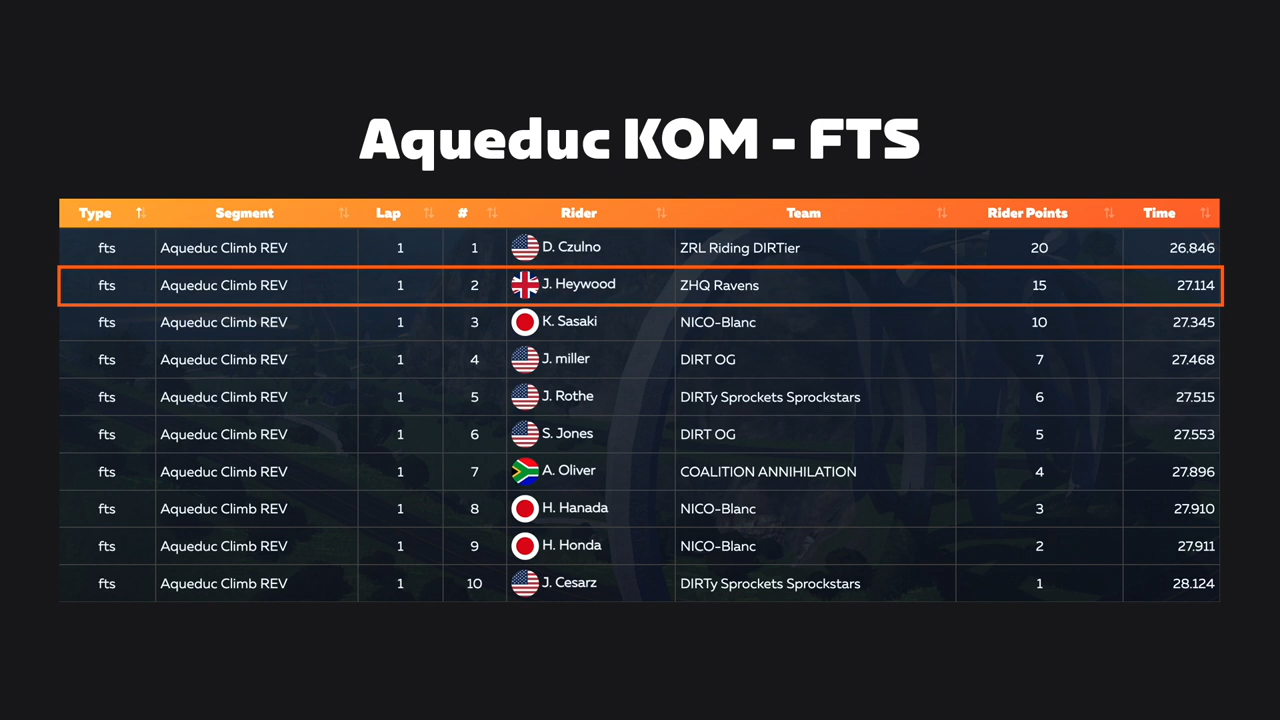 Aqueduc KOM - FTS
Type Segment Lap # Rider Team Rider Points Time
fts Aqueduc Climb REV 1 1 D. Czulno ZRL Riding DIRTier 20 26.846
fts Aqueduc Climb REV 1 2 J. Heywood ZHQ Ravens 15 27.114
fts Aqueduc Climb REV 1 3 K. Sasaki NICO-Blanc 10 27.345
fts Aqueduc Climb REV 1 4 J. miller DIRT OG 7 27.468
fts Aqueduc Climb REV 1 5 J. Rothe DIRTy Sprockets Sprockstars 6 27.515
fts Aqueduc Climb REV 1 6 S. Jones DIRT OG 5 27.553
fts Aqueduc Climb REV 1 7 A. Oliver COALITION ANNIHILATION 4 27.896
fts Aqueduc Climb REV 1 8 H. Hanada NICO-Blanc 3 27.910
fts Aqueduc Climb REV 1 9 H. Honda NICO-Blanc 2 27.911
fts Aqueduc Climb REV 1 10 J. Cesarz DIRTy Sprockets Sprockstars 1 28.124